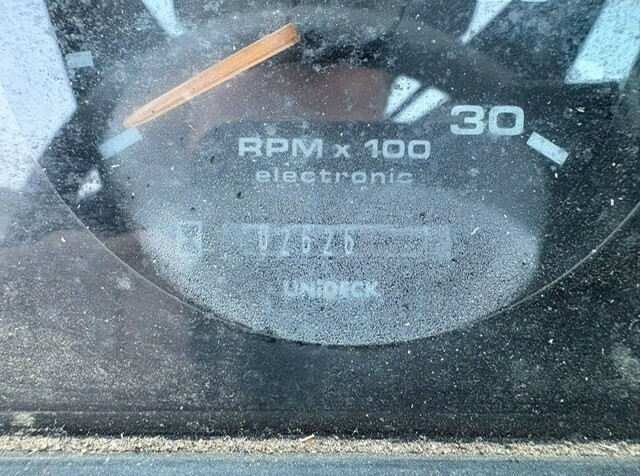 30
RPM x 100
electronic
UNIDECK